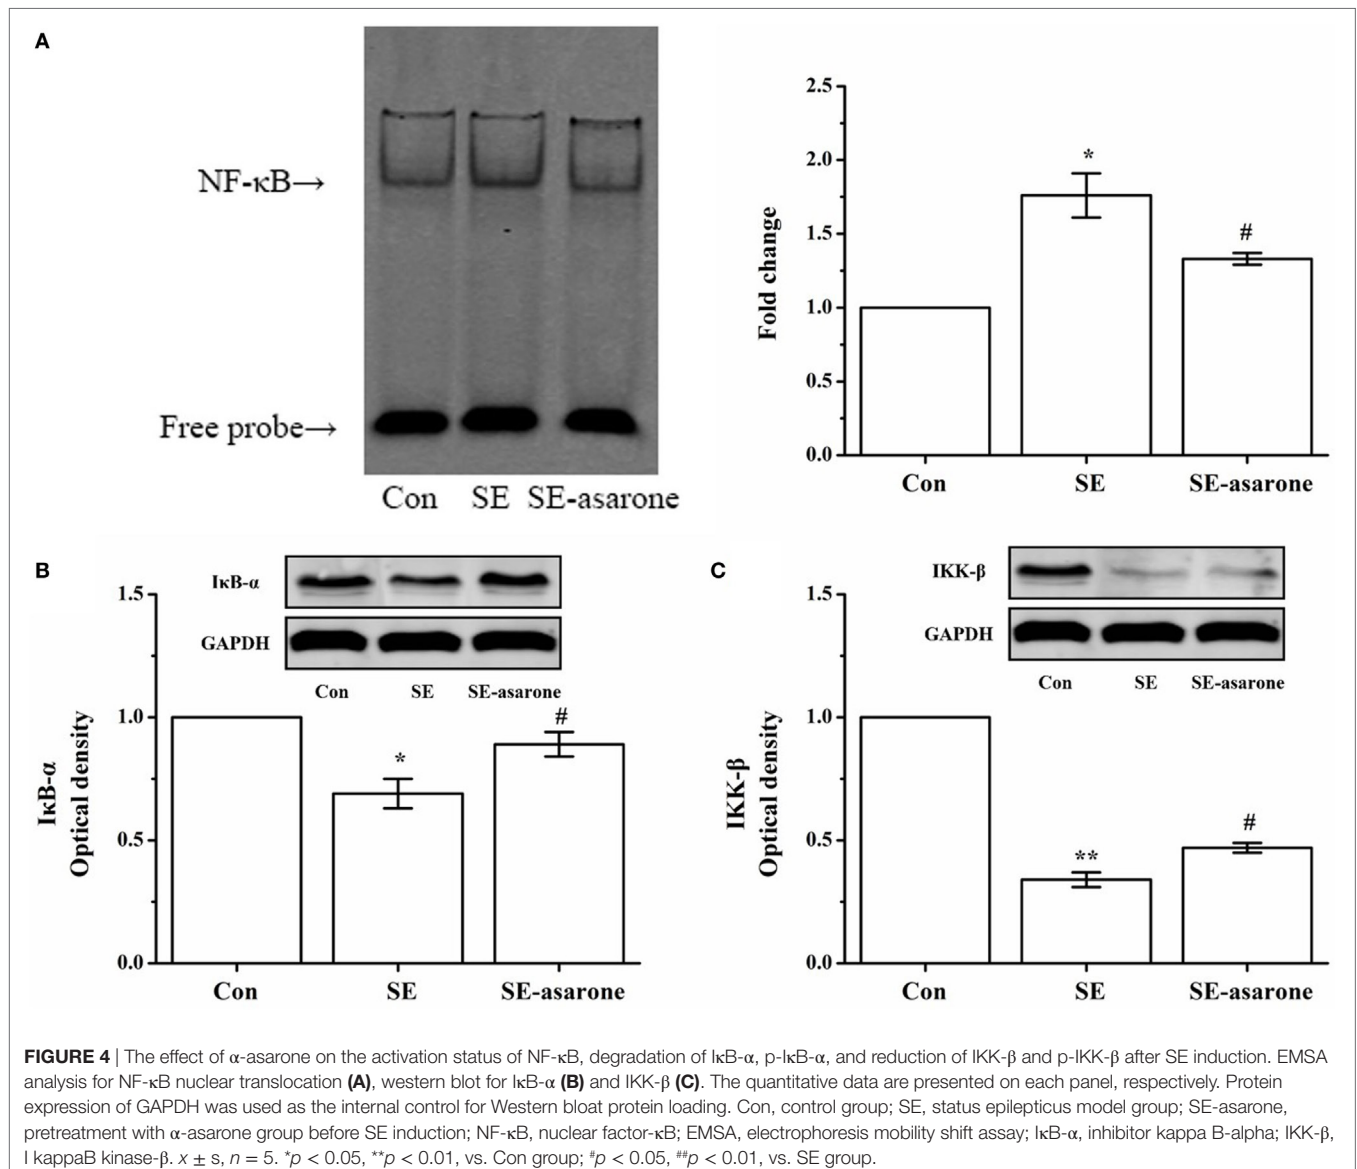 A
NF-κB→
Free probe→
Con SE SE-asarone
2.5
2.0
1.5
1.0
0.5
0.0
Fold change
*
#
Con SE SE-asarone
B
IκB-α
GAPDH
Con SE SE-asarone
1.5
1.0
0.5
0.0
IκB-α
Optical density
*
#
Con SE SE-asarone
C
IKK-β
GAPDH
Con SE SE-asarone
1.5
1.0
0.5
0.0
IKK-β
Optical density
**
#
Con SE SE-asarone
FIGURE 4 | The effect of α-asarone on the activation status of NF-κB, degradation of IκB-α, p-IκB-α, and reduction of IKK-β and p-IKK-β after SE induction. EMSA
analysis for NF-κB nuclear translocation (A), western blot for IκB-α (B) and IKK-β (C). The quantitative data are presented on each panel, respectively. Protein
expression of GAPDH was used as the internal control for Western bloat protein loading. Con, control group; SE, status epilepticus model group; SE-asarone,
pretreatment with α-asarone group before SE induction; NF-κB, nuclear factor-κB; EMSA, electrophoresis mobility shift assay; IκB-α, inhibitor kappa B-alpha; IKK-β,
I kappaB kinase-β. x ± s, n = 5. *p < 0.05, **p < 0.01, vs. Con group; #p < 0.05, ##p < 0.01, vs. SE group.